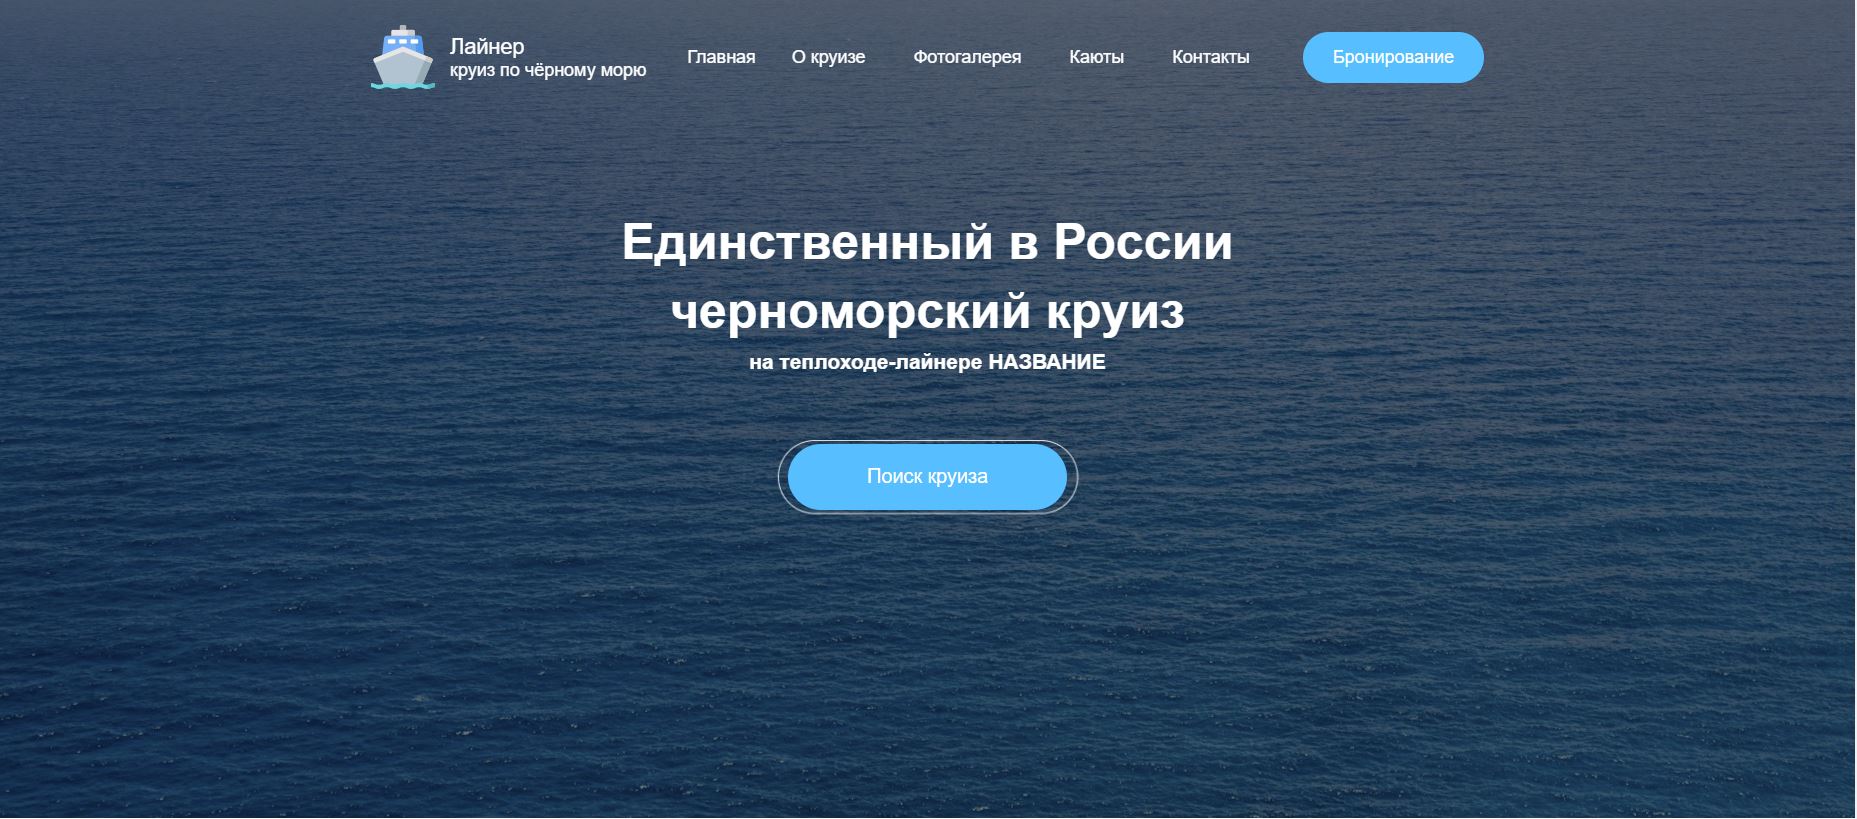 Лайнер
круиз по чёрному морю
Главная О круизе Фотогалерея Каюты Контакты Бронирование
Единственный в России
черноморский круиз
на теплоходе-лайнере НАЗВАНИЕ
Поиск круиза